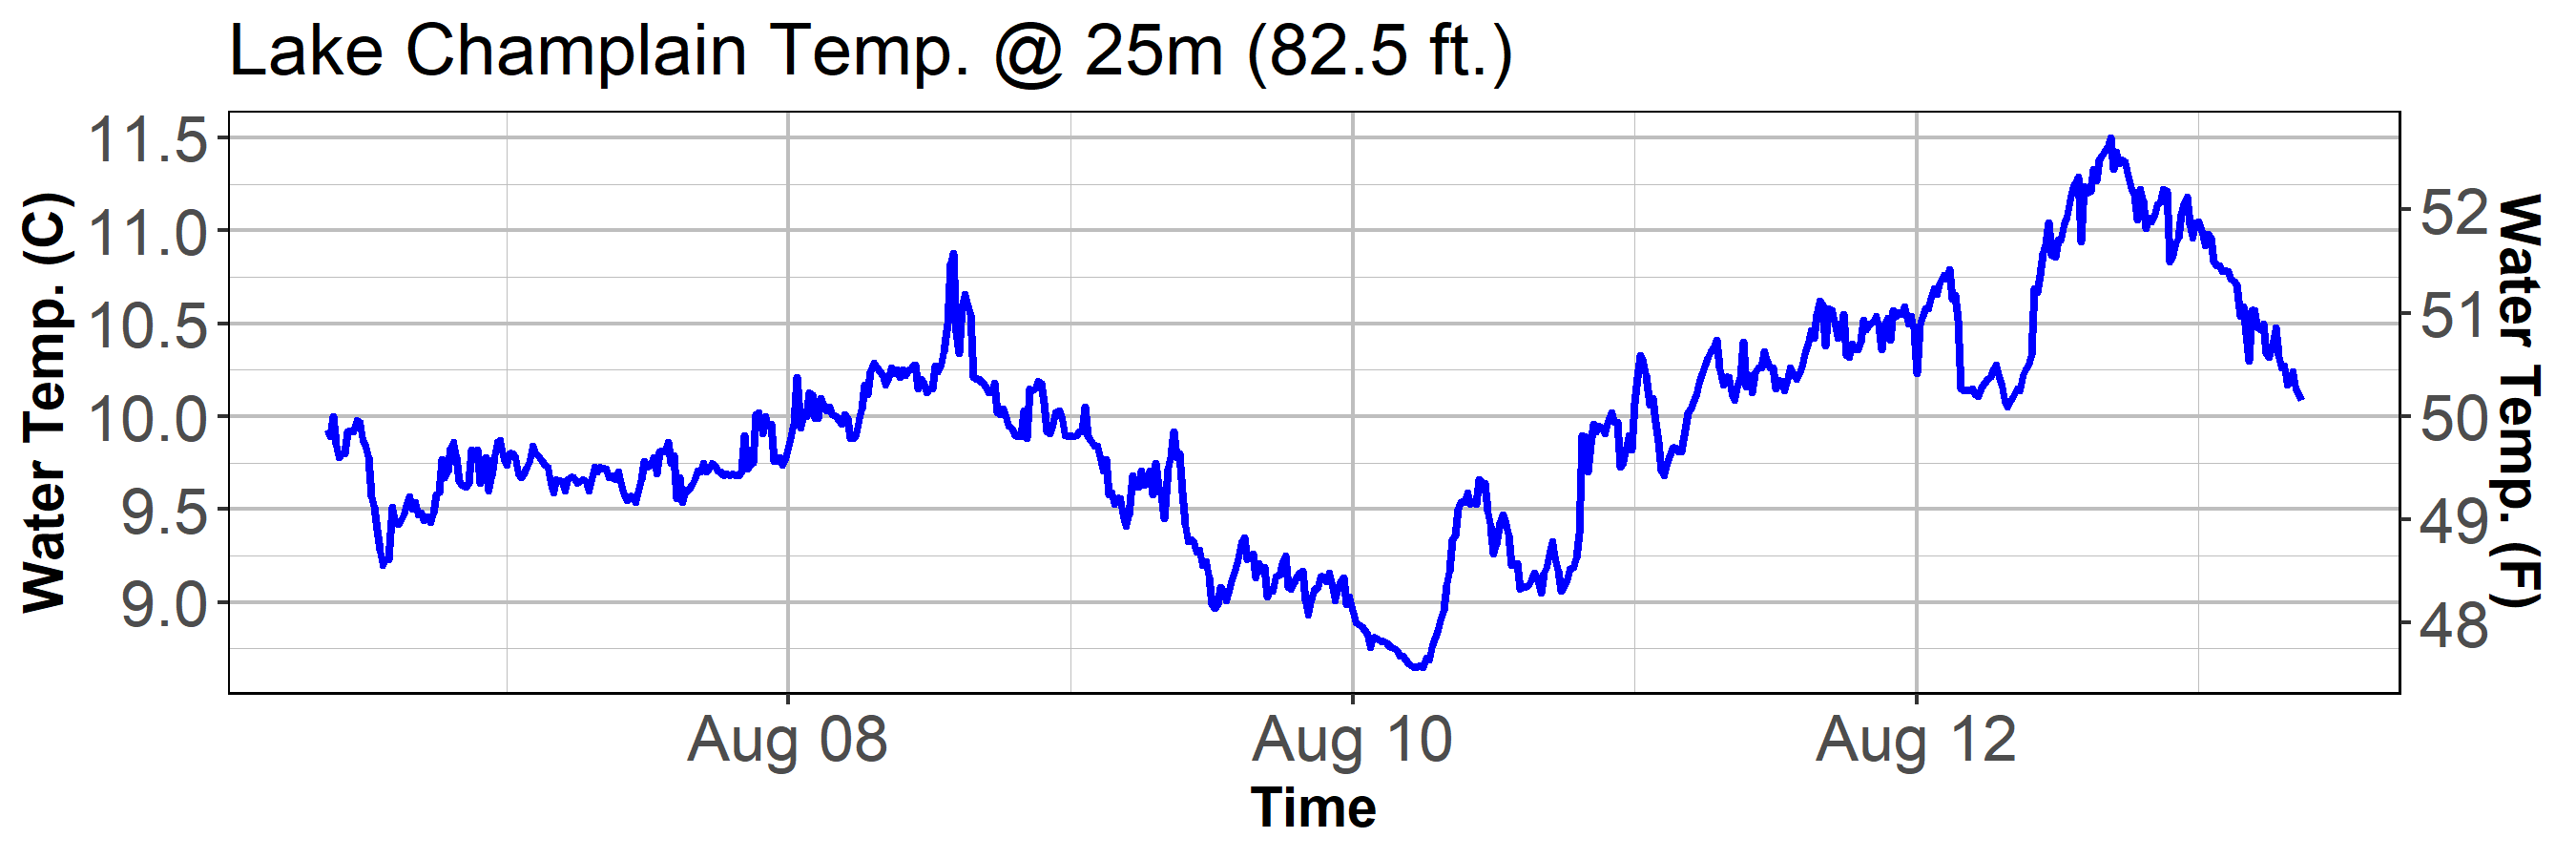 Lake Champlain Temp. @ 25m (82.5 ft.)
Water Temp. (C)
11.5
11.0
10.5
10.0
9.5
9.0
52
51
50
49
48
Water Temp. (F)
Aug 08 Aug 10 Aug 12
Time